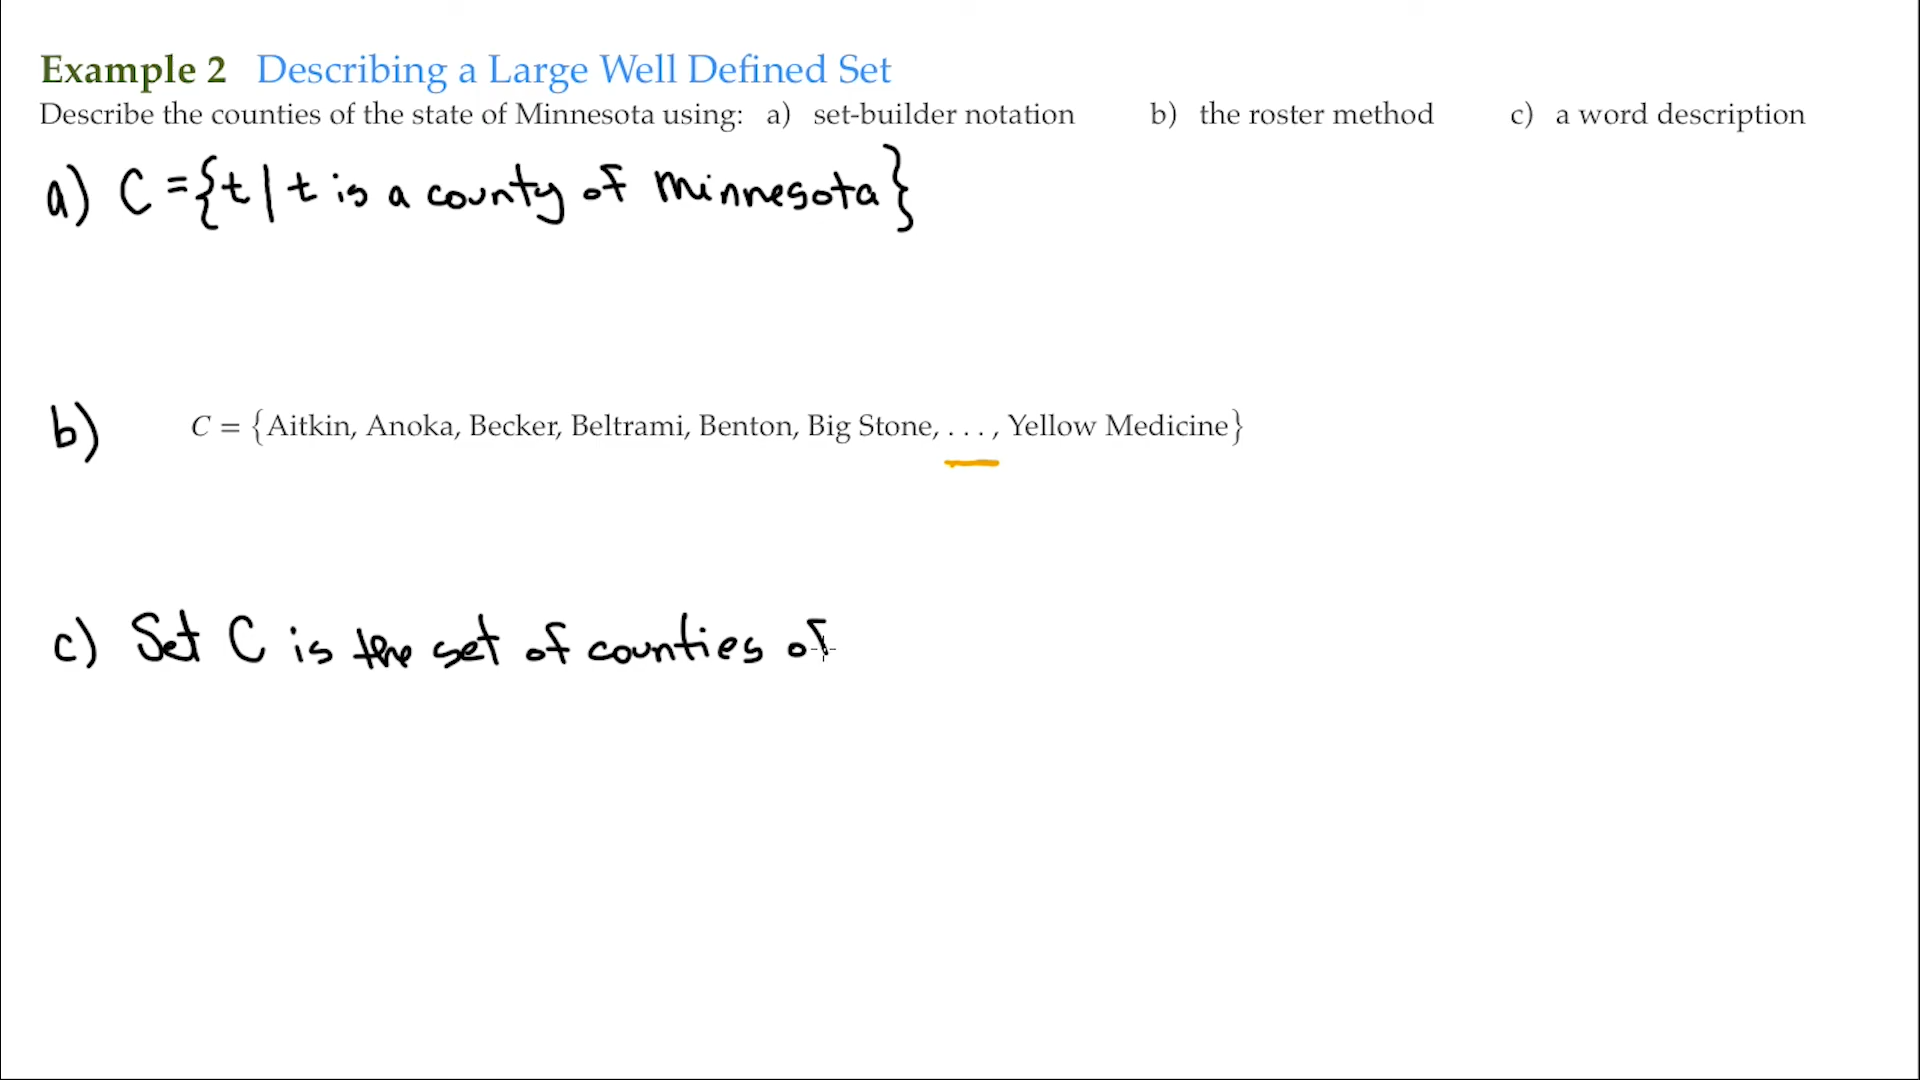 Example 2 Describing a Large Well Defined Set
Describe the counties of the state of Minnesota using: a) set-builder notation b) the roster method c) a word description
a) C = {t | t is a county of Minnesota}
b) C = {Aitkin, Anoka, Becker, Beltrami, Benton, Big Stone, . . . , Yellow Medicine}
c) Set C is the set of counties of